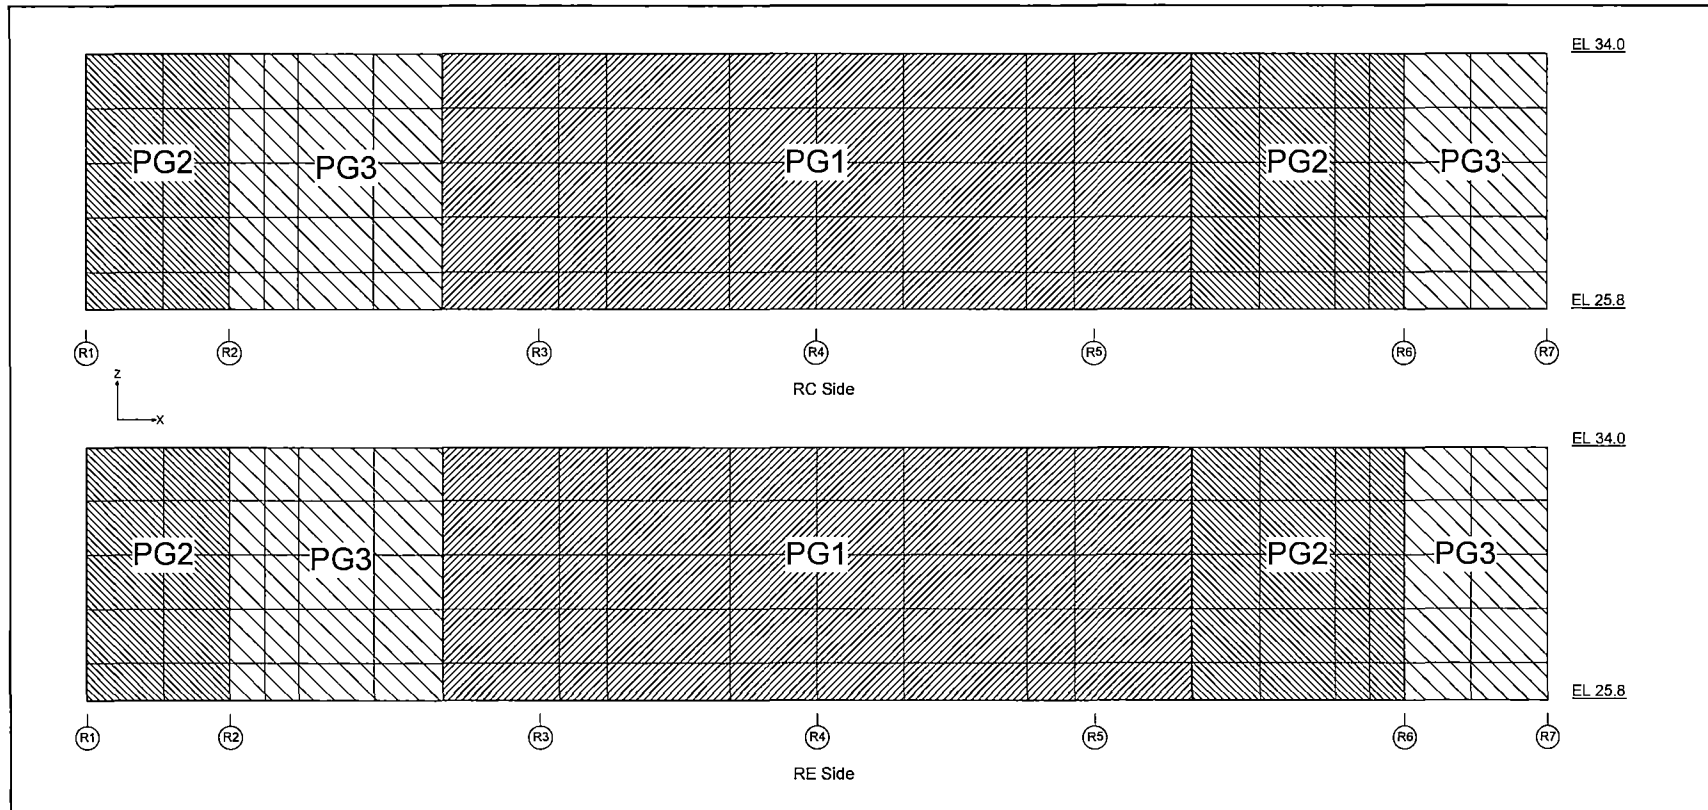 EL 34.0
PG2 PG3 PG1 PG2 PG3
EL 25.8
R1 R2 R3 R4 R5 R6 R7
RC Side
Z
X
EL 34.0
PG2 PG3 PG1 PG2 PG3
EL 25.8
R1 R2 R3 R4 R5 R6 R7
RE Side